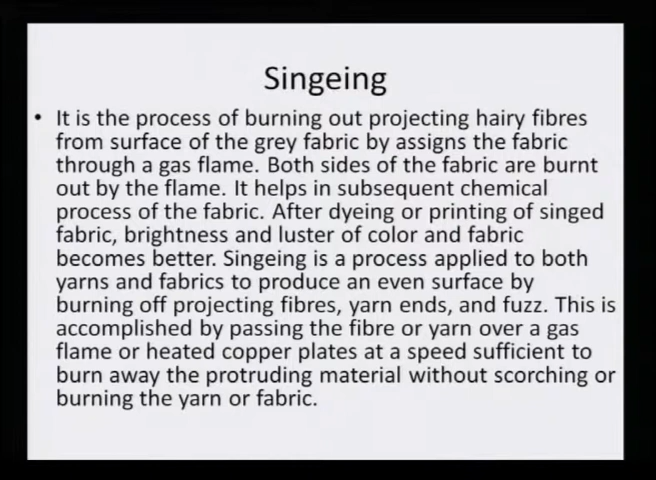 Singeing
• It is the process of burning out projecting hairy fibres
from surface of the grey fabric by assigns the fabric
through a gas flame. Both sides of the fabric are burnt
out by the flame. It helps in subsequent chemical
process of the fabric. After dyeing or printing of singed
fabric, brightness and luster of color and fabric
becomes better. Singeing is a process applied to both
yarns and fabrics to produce an even surface by
burning off projecting fibres, yarn ends, and fuzz. This is
accomplished by passing the fibre or yarn over a gas
flame or heated copper plates at a speed sufficient to
burn away the protruding material without scorching or
burning the yarn or fabric.